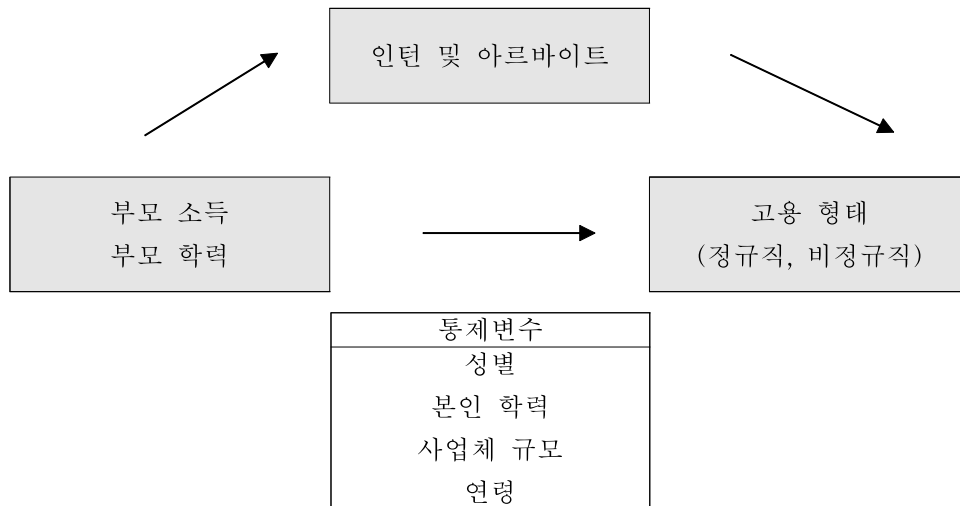 인턴 및 아르바이트
부모 소득
부모 학력
고용 형태
(정규직, 비정규직)
통제변수
성별
본인 학력
사업체 규모
연령